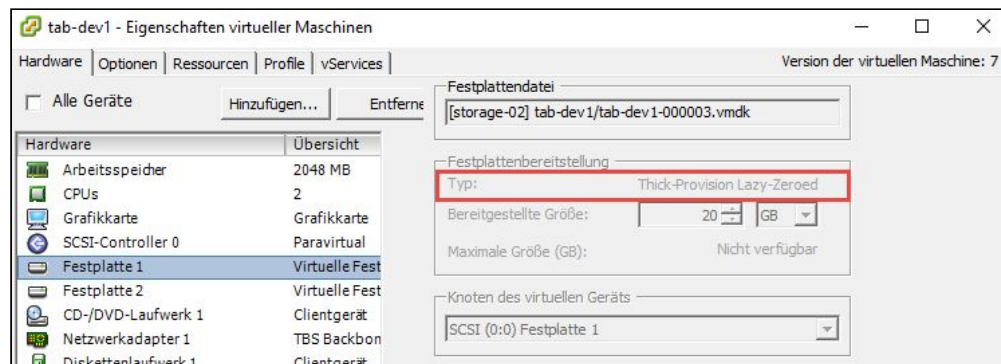 tab-dev1 - Eigenschaften virtueller Maschinen
Hardware Optionen Ressourcen Profile vServices Version der virtuellen Maschine: 7
Alle Geräte Hinzufügen... Entferne
Hardware Übersicht
Arbeitsspeicher 2048 MB
CPUs 2
Grafikkarte Grafikkarte
SCSI-Controller 0 Paravirtual
Festplatte 1 Virtuelle Fest
Festplatte 2 Virtuelle Fest
CD-/DVD-Laufwerk 1 Clientgerät
Netzwerkadapter 1 TBS Backbon
Diskettenlaufwerk 1 Clientgerät
Festplattendatei
[storage-02] tab-dev1/tab-dev1-000003.vmdk
Festplattenbereitstellung
Typ: Thick-Provision Lazy-Zeroed
Bereitgestellte Größe: 20 GB
Maximale Größe (GB): Nicht verfügbar
Knoten des virtuellen Geräts
SCSI (0:0) Festplatte 1